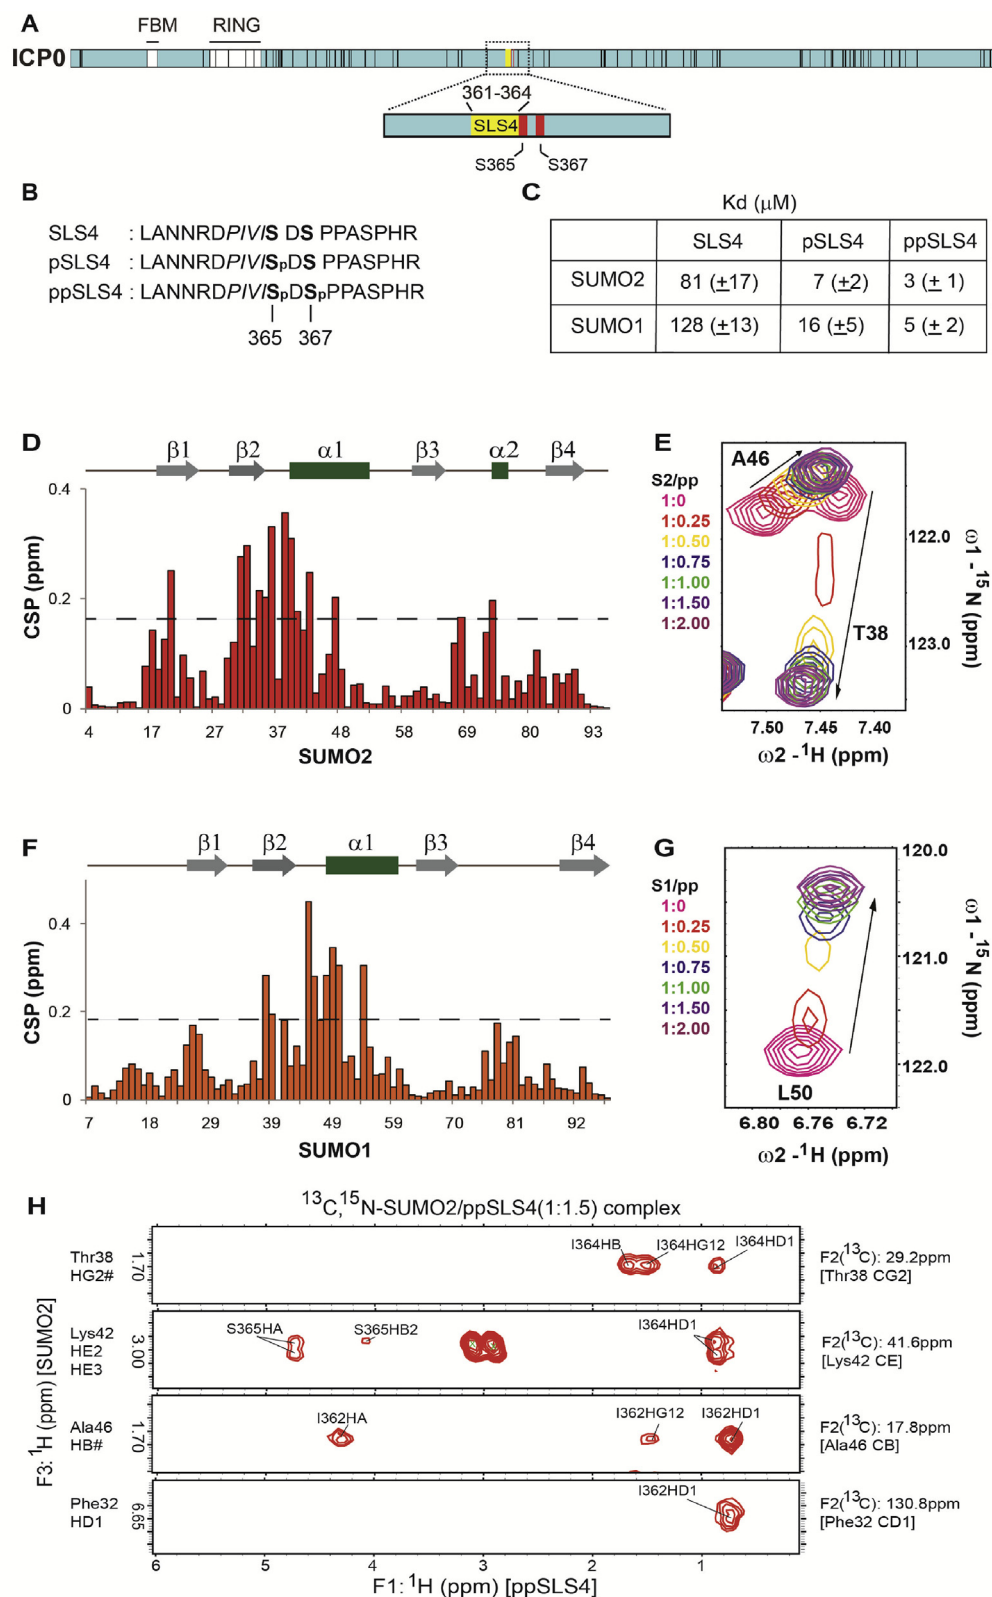 A
FBM RING
ICP0
361-364
SLS4
S365 S367
B
SLS4 : LANNRDPIVIS DS PPASPHR
pSLS4 : LANNRDPIVISpDS PPASPHR
ppSLS4 : LANNRDPIVISpDSpPPASPHR
365 367
C
Kd (μM)
SLS4 pSLS4 ppSLS4
SUMO2 81 (±17) 7 (±2) 3 (± 1)
SUMO1 128 (±13) 16 (±5) 5 (± 2)
D
β1 β2 α1 β3 α2 β4
0.4
0.2
0
CSP (ppm)
4 17 27 37 48 58 69 79 93
SUMO2
E
S2/pp
1:0
1:0.25
1:0.50
1:0.75
1:1.00
1:1.50
1:2.00
A46
T38
122.0
123.0
ω1 -15N (ppm)
7.50 7.45 7.40
ω2 -1H (ppm)
F
β1 β2 α1 β3 β4
0.4
0.2
0
CSP (ppm)
7 18 29 39 49 59 70 81 92
SUMO1
G
S1/pp
1:0
1:0.25
1:0.50
1:0.75
1:1.00
1:1.50
1:2.00
L50
120.0
121.0
122.0
ω1 -15N (ppm)
6.80 6.76 6.72
ω2 -1H (ppm)
H
13C,15N-SUMO2/ppSLS4(1:1.5) complex
Thr38
HG2#
1.70
I364HB I364HG12 I364HD1
F2(13C): 29.2ppm
[Thr38 CG2]
Lys42
HE2
HE3
3.00
S365HA S365HB2 I364HD1
F2(13C): 41.6ppm
[Lys42 CE]
Ala46
HB#
1.70
I362HA I362HG12 I362HD1
F2(13C): 17.8ppm
[Ala46 CB]
Phe32
HD1
6.65
I362HD1
F2(13C): 130.8ppm
[Phe32 CD1]
F3: 1H (ppm) [SUMO2]
6 5 4 3 2 1
F1: 1H (ppm) [ppSLS4]